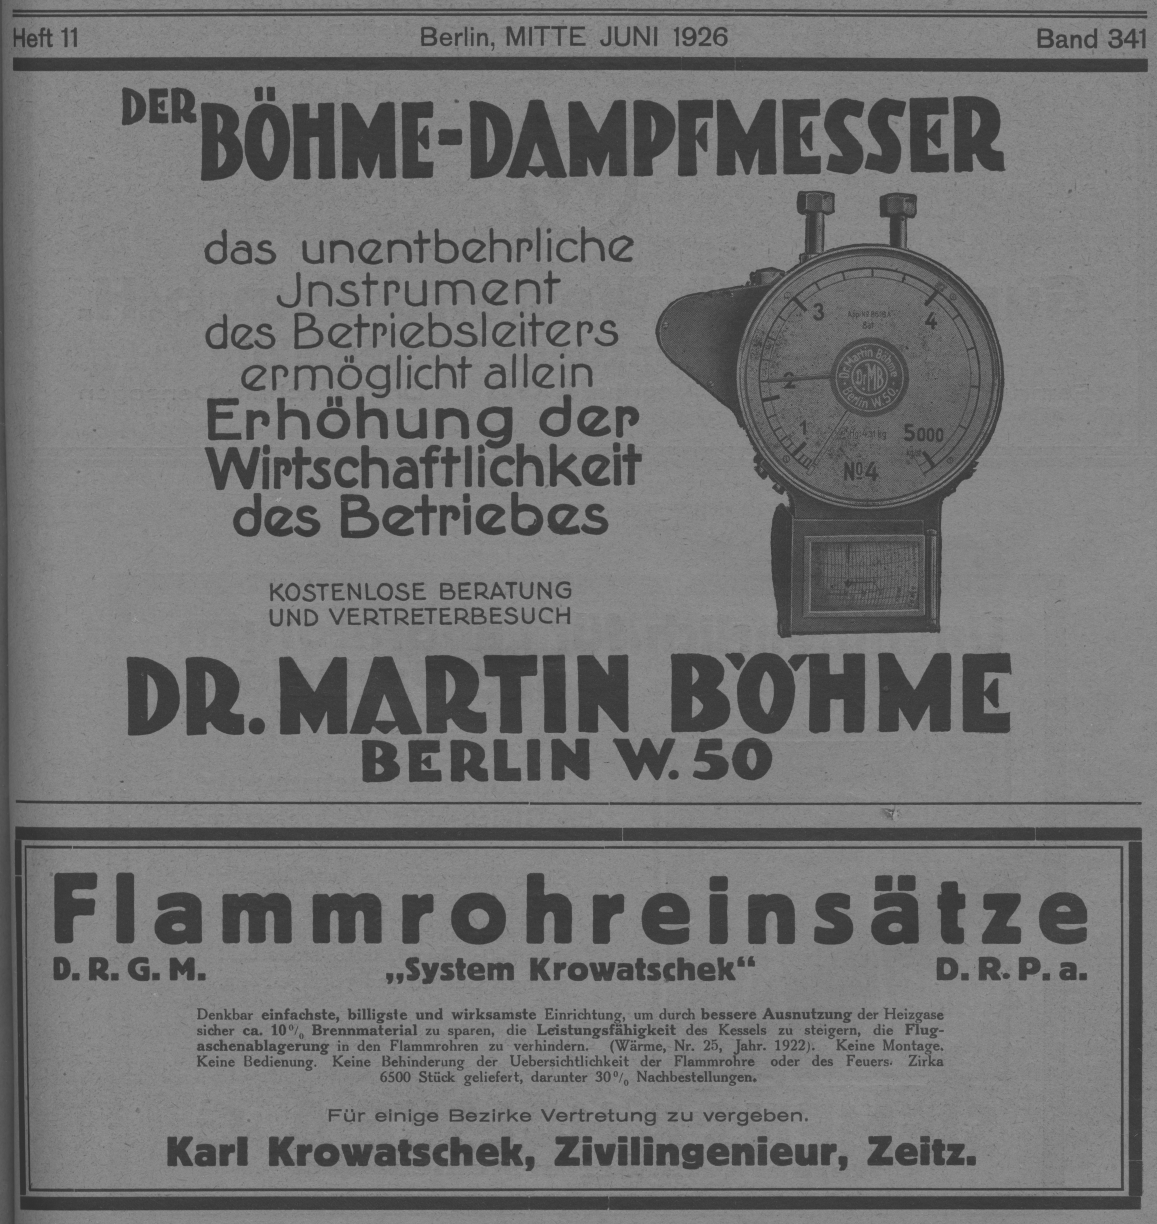 Heft 11
Berlin, MITTE JUNI 1926
Band 341
DER BÖHME-DAMPFMESSER
das unentbehrliche
Jnstrument
des Betriebsleiters
ermöglicht allein
Erhöhung der
Wirtschaftlichkeit
des Betriebes
3
4
Dr. Martin Böhme
Dr MB
Berlin W. 50.
2
1
5000
№4
KOSTENLOSE BERATUNG
UND VERTRETERBESUCH
DR. MARTIN BÖHME
BERLIN W. 50
Flammrohreinsätze
D. R. G. M. „System Krowatschek“ D. R. P. a.
Denkbar einfachste, billigste und wirksamste Einrichtung, um durch bessere Ausnutzung der Heizgase
sicher ca. 10% Brennmaterial zu sparen, die Leistungsfähigkeit des Kessels zu steigern, die Flug-
aschenablagerung in den Flammrohren zu verhindern. (Wärme, Nr. 25, Jahr. 1922). Keine Montage.
Keine Bedienung. Keine Behinderung der Uebersichtlichkeit der Flammrohre oder des Feuers. Zirka
6500 Stück geliefert, darunter 30% Nachbestellungen.
Für einige Bezirke Vertretung zu vergeben.
Karl Krowatschek, Zivilingenieur, Zeitz.